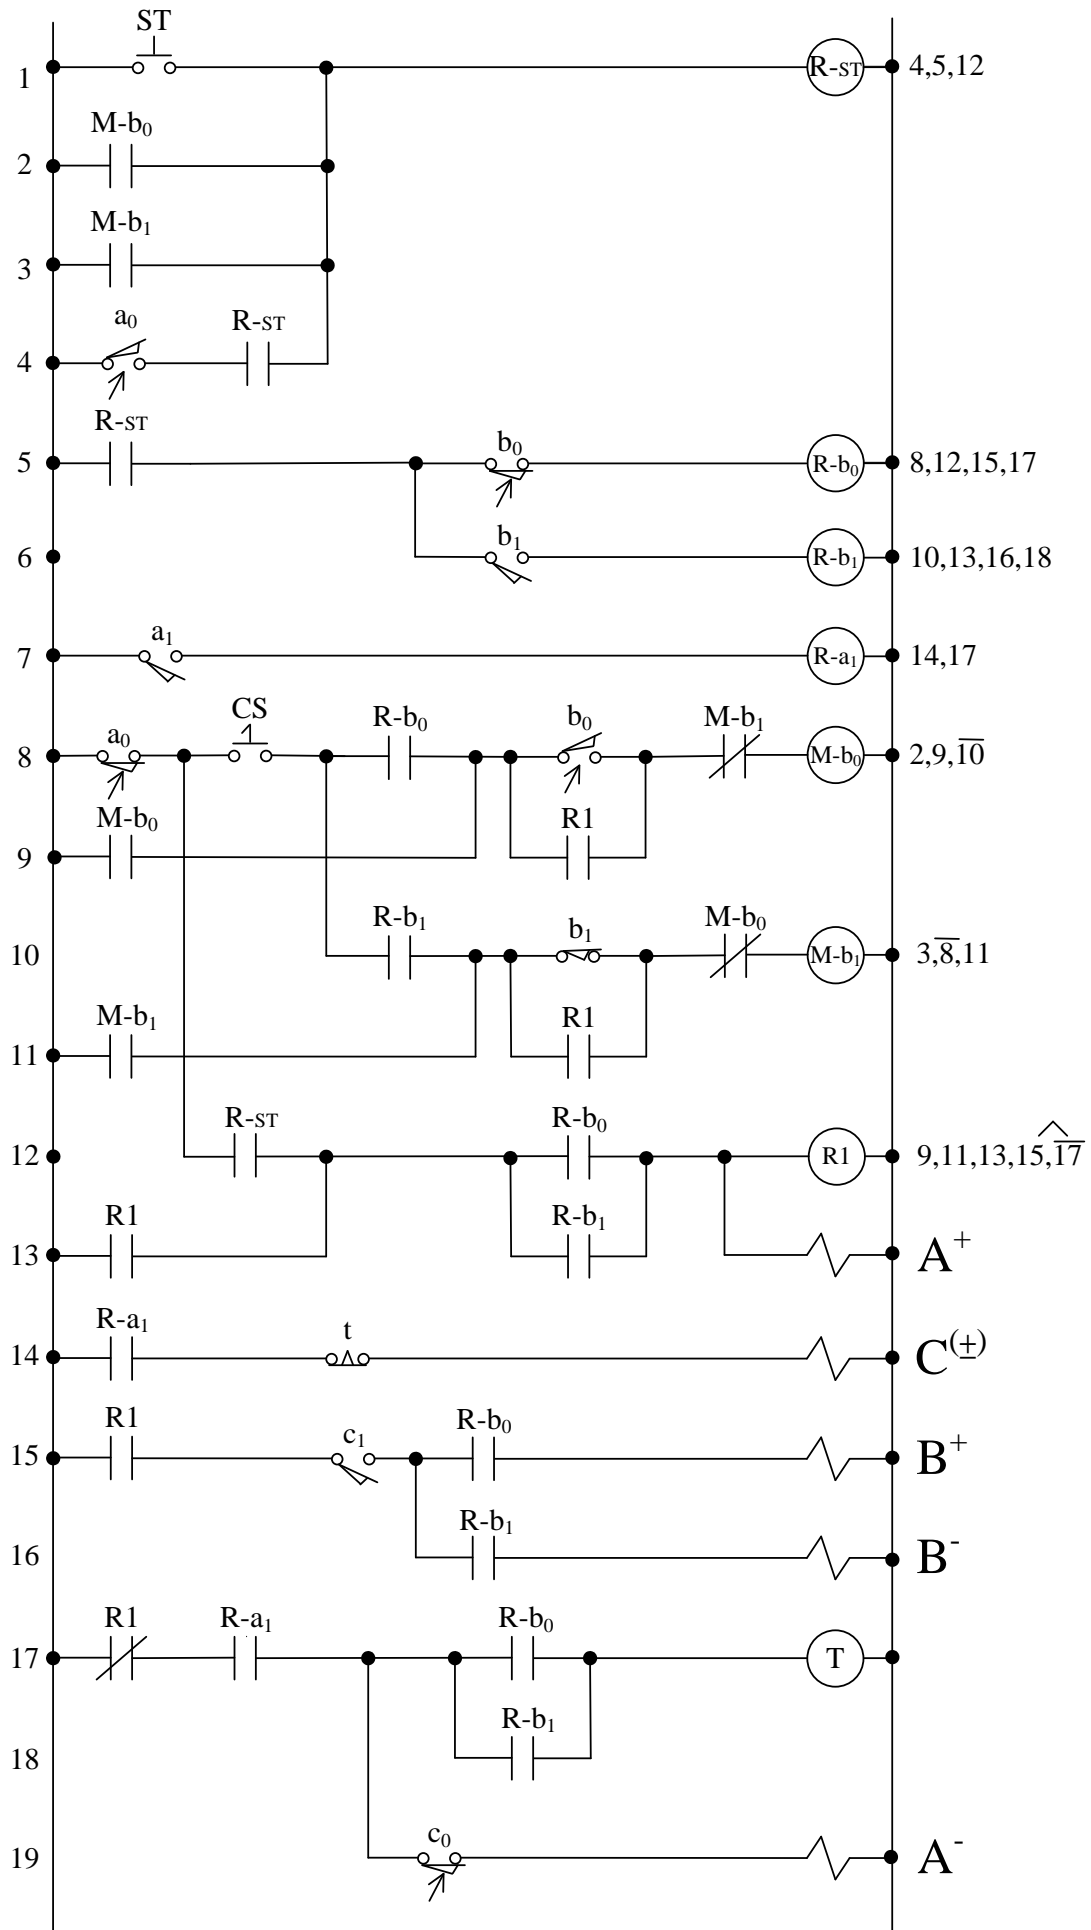 ST
1 R-ST 4,5,12
M-b₀
2
M-b₁
3
a₀ R-ST
4
R-ST b₀
5 R-b₀ 8,12,15,17
b₁
6 R-b₁ 10,13,16,18
a₁
7 R-a₁ 14,17
CS R-b₀ b₀ M-b₁
8 a₀ M-b₀ 2,9,1̅0̅
M-b₀ R1
9
R-b₁ b₁ M-b₀
10 M-b₁ 3,8̅,11
M-b₁ R1
11
R-ST R-b₀
12 R1 9,11,13,15,1̅7̅
R1 R-b₁
13 A⁺
R-a₁ t
14 C⁽±⁾
R1 c₁ R-b₀
15 B⁺
R-b₁
16 B⁻
R1 R-a₁ R-b₀
17 T
R-b₁
18
c₀
19 A⁻